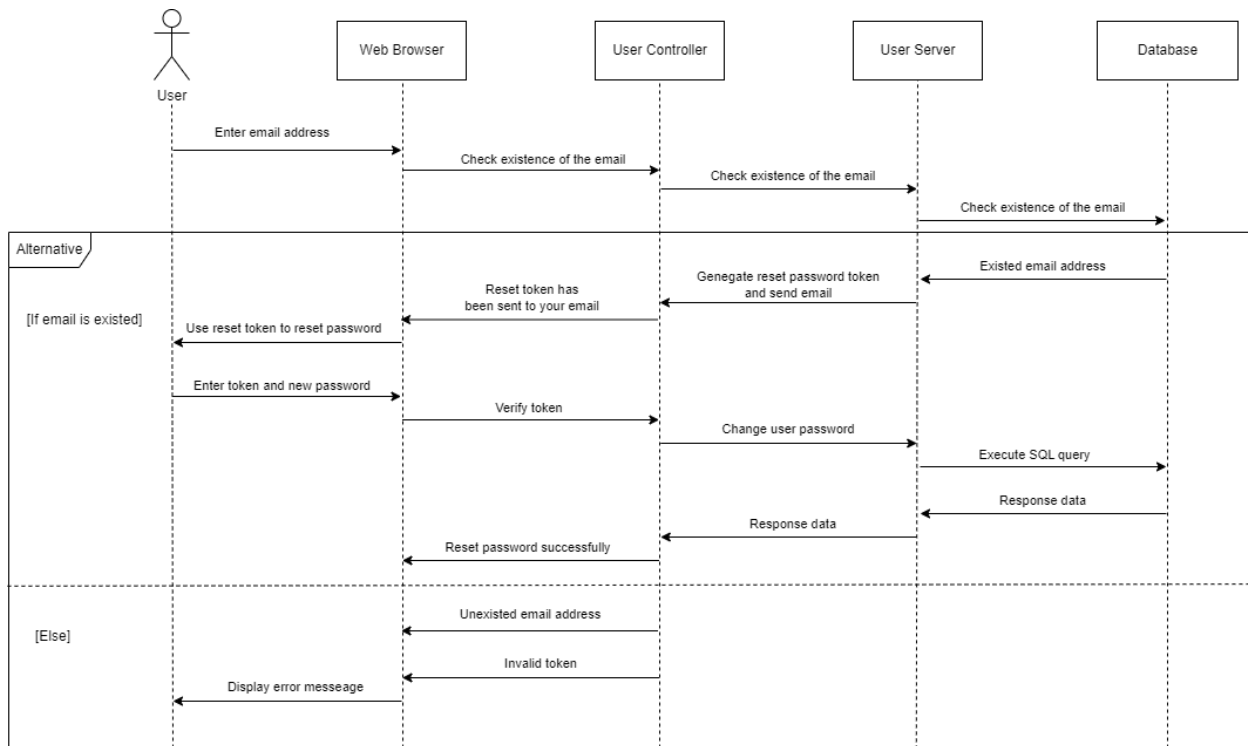 Web Browser
User Controller
User Server
Database
User
Enter email address
Check existence of the email
Check existence of the email
Check existence of the email
Alternative
Existed email address
Genegate reset password token
and send email
Reset token has
been sent to your email
[If email is existed]
Use reset token to reset password
Enter token and new password
Verify token
Change user password
Execute SQL query
Response data
Response data
Reset password successfully
Unexisted email address
[Else]
Invalid token
Display error messeage